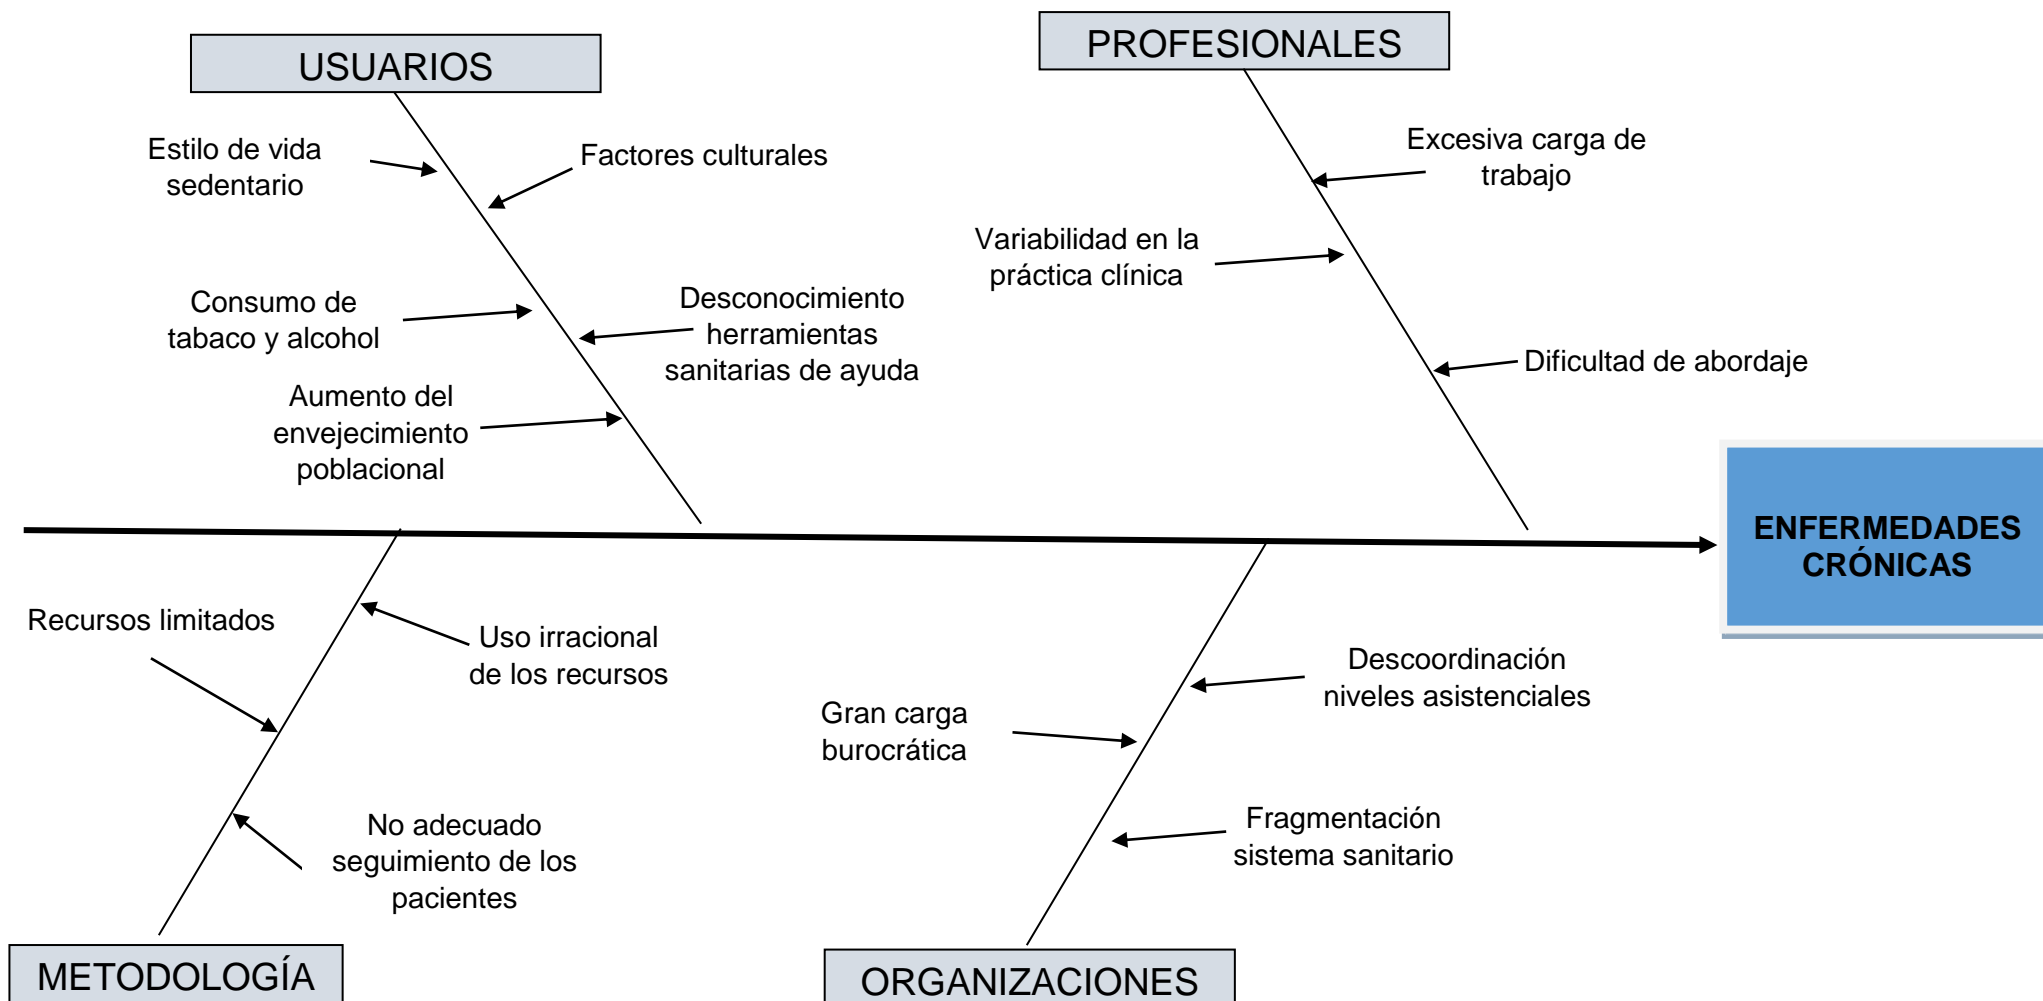 USUARIOS
PROFESIONALES
Estilo de vida
sedentario
Factores culturales
Excesiva carga de
trabajo
Variabilidad en la
práctica clínica
Consumo de
tabaco y alcohol
Desconocimiento
herramientas
sanitarias de ayuda
Dificultad de abordaje
Aumento del
envejecimiento
poblacional
ENFERMEDADES
CRÓNICAS
Recursos limitados
Uso irracional
de los recursos
Descoordinación
niveles asistenciales
Gran carga
burocrática
No adecuado
seguimiento de los
pacientes
Fragmentación
sistema sanitario
METODOLOGÍA
ORGANIZACIONES